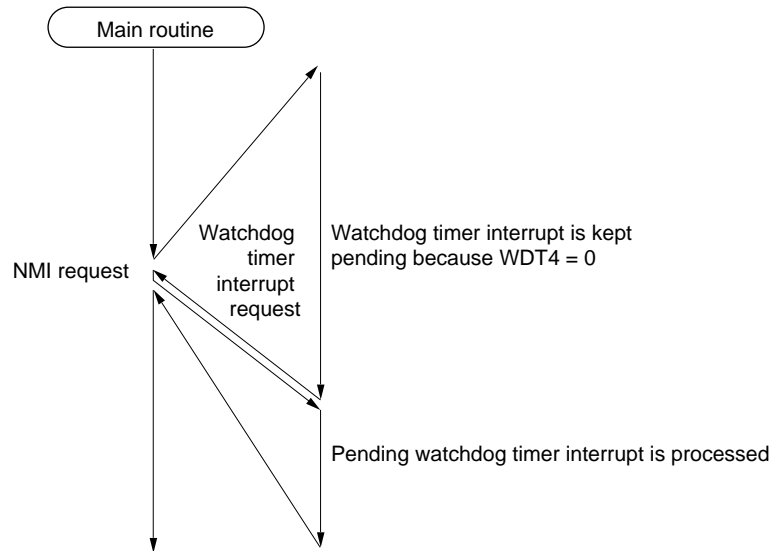 Main routine
NMI request
Watchdog
timer
interrupt
request
Watchdog timer interrupt is kept
pending because WDT4 = 0
Pending watchdog timer interrupt is processed